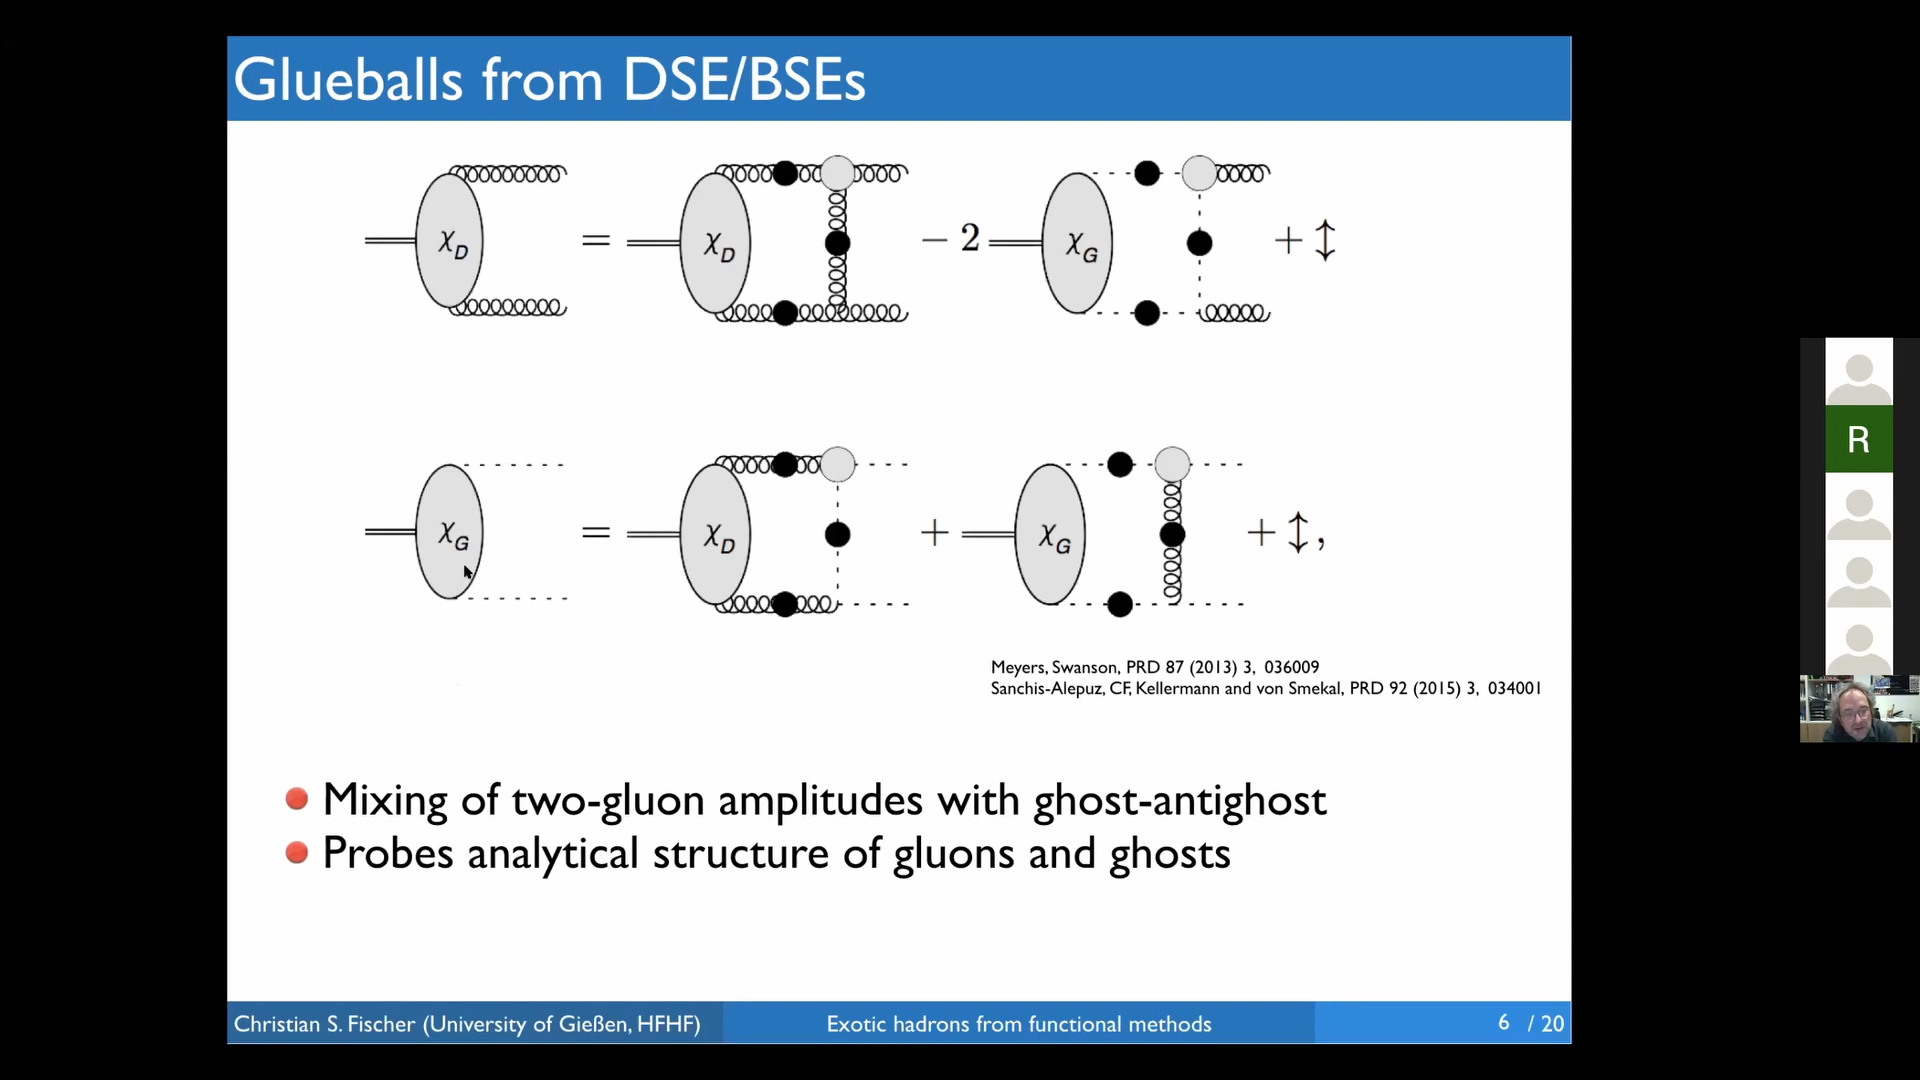 Glueballs from DSE/BSEs
χD = χD − 2 χG + ↕
χG = χD + χG + ↕,
Meyers, Swanson, PRD 87 (2013) 3, 036009
Sanchis-Alepuz, CF, Kellermann and von Smekal, PRD 92 (2015) 3, 034001
Mixing of two-gluon amplitudes with ghost-antighost
Probes analytical structure of gluons and ghosts
Christian S. Fischer (University of Gießen, HFHF) Exotic hadrons from functional methods 6 / 20
R